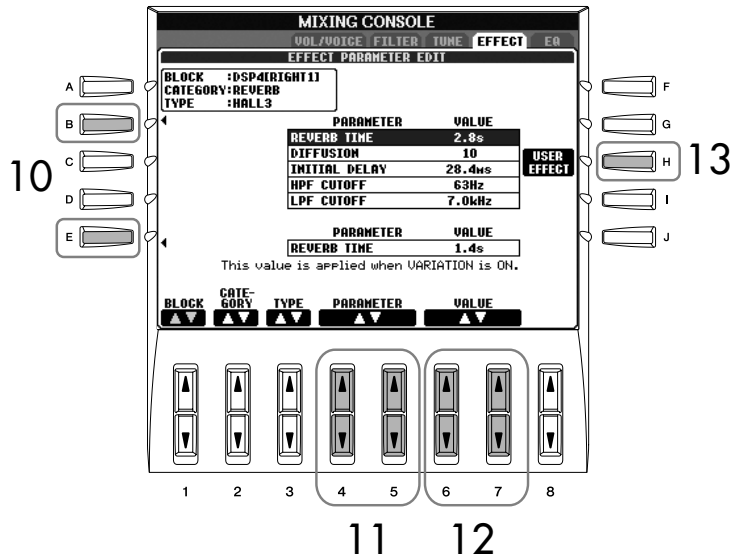 MIXING CONSOLE
VOL/VOICE FILTER TUNE EFFECT EQ
EFFECT PARAMETER EDIT
BLOCK :DSP4[RIGHT1]
CATEGORY:REVERB
TYPE :HALL3
PARAMETER VALUE
REVERB TIME 2.8s
DIFFUSION 10
INITIAL DELAY 28.4ms
HPF CUTOFF 63Hz
LPF CUTOFF 7.0kHz
USER
EFFECT
PARAMETER VALUE
REVERB TIME 1.4s
This value is applied when VARIATION is ON.
BLOCK CATE-
GORY TYPE PARAMETER VALUE
A
B
C
D
E
F
G
H
I
J
10
13
1 2 3 4 5 6 7 8
11 12